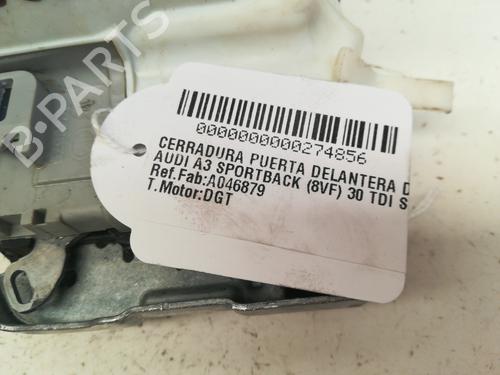 B-PARTS
0000000000274856
CERRADURA PUERTA DELANTERA D
AUDI A3 SPORTBACK (8VF) 30 TDI S
Ref.Fab:A046879
T.Motor:DGT